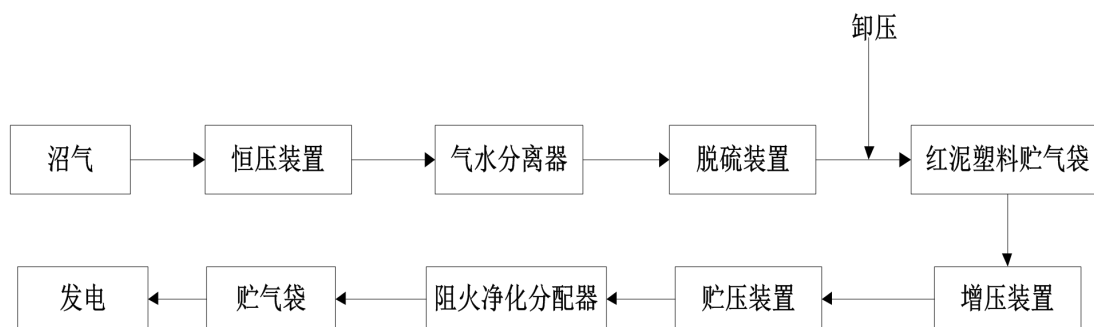 卸压
沼气
恒压装置
气水分离器
脱硫装置
红泥塑料贮气袋
发电
贮气袋
阻火净化分配器
贮压装置
增压装置